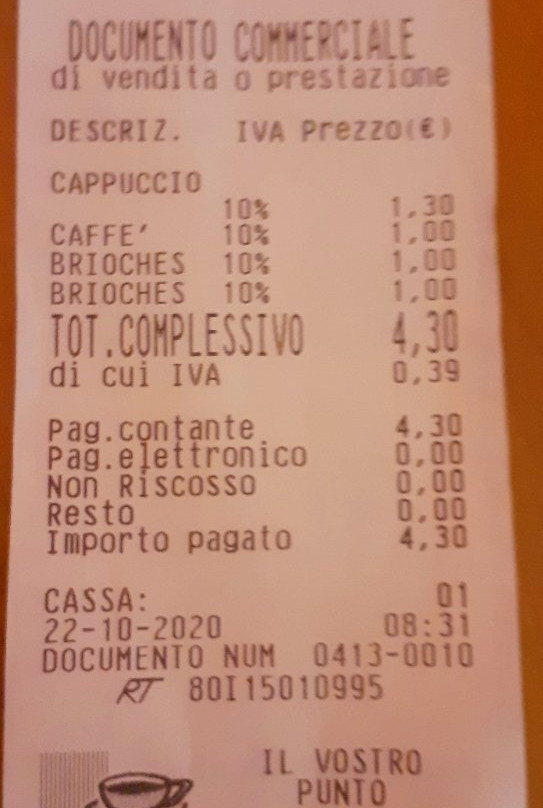 DOCUMENTO COMMERCIALE
di vendita o prestazione
DESCRIZ. IVA Prezzo(€)
CAPPUCCIO
10% 1,30
CAFFE' 10% 1,00
BRIOCHES 10% 1,00
BRIOCHES 10% 1,00
TOT.COMPLESSIVO 4,30
di cui IVA 0,39
Pag.contante 4,30
Pag.elettronico 0,00
Non Riscosso 0,00
Resto 0,00
Importo pagato 4,30
CASSA: 01
22-10-2020 08:31
DOCUMENTO NUM 0413-0010
RT 80I15010995
IL VOSTRO
PUNTO